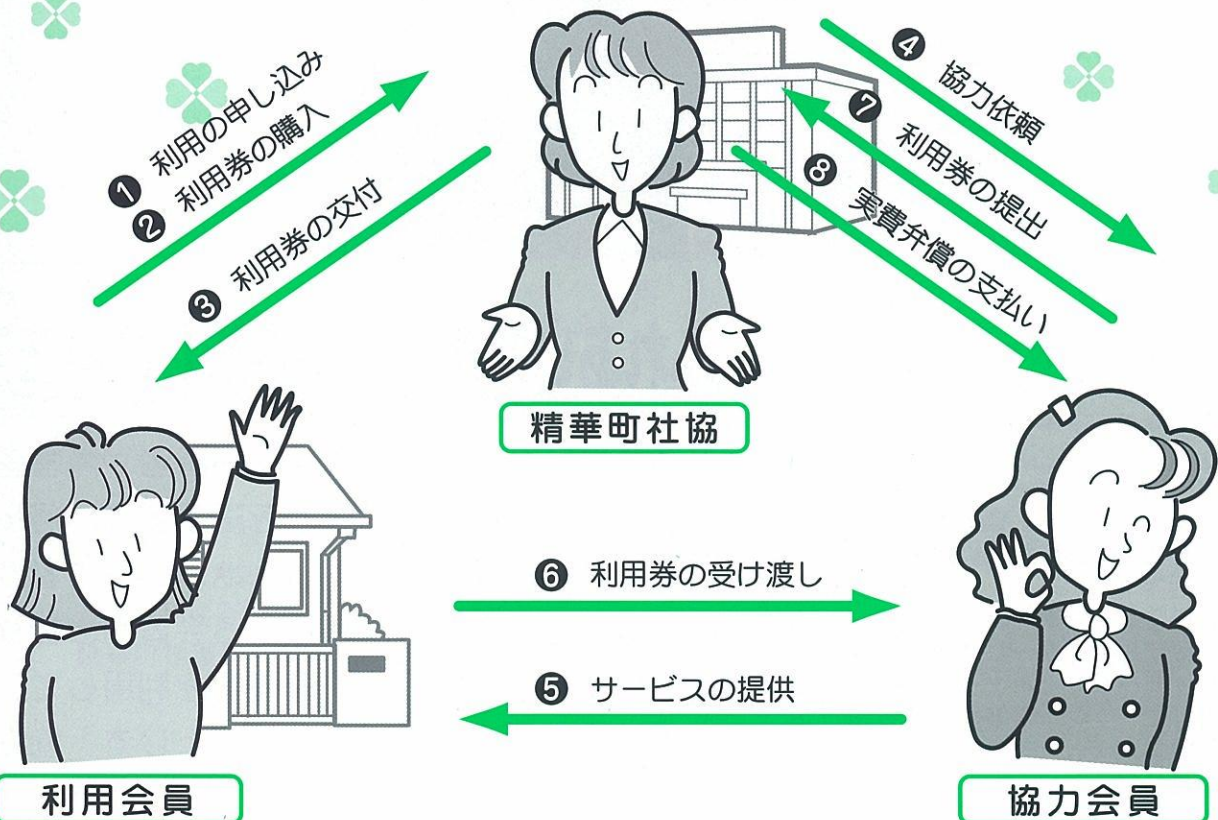 ❶ 利用の申し込み
❷ 利用券の購入
❸ 利用券の交付
❹ 協力依頼
❼ 利用券の提出
❽ 実費弁償の支払い
精華町社協
❻ 利用券の受け渡し
❺ サービスの提供
利用会員
協力会員